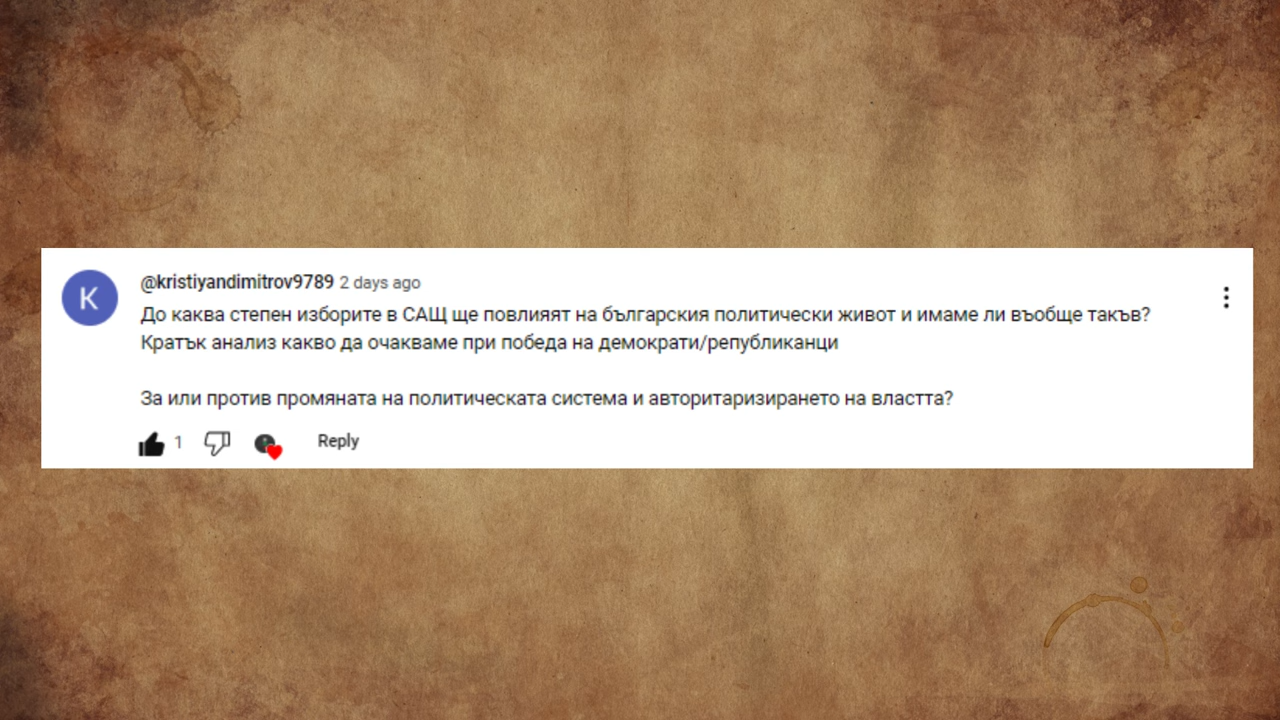 K
@kristiyandimitrov9789 2 days ago
До каква степен изборите в САЩ ще повлияят на българския политически живот и имаме ли въобще такъв?
Кратък анализ какво да очакваме при победа на демократи/републиканци
За или против промяната на политическата система и авторитаризирането на властта?
1 Reply